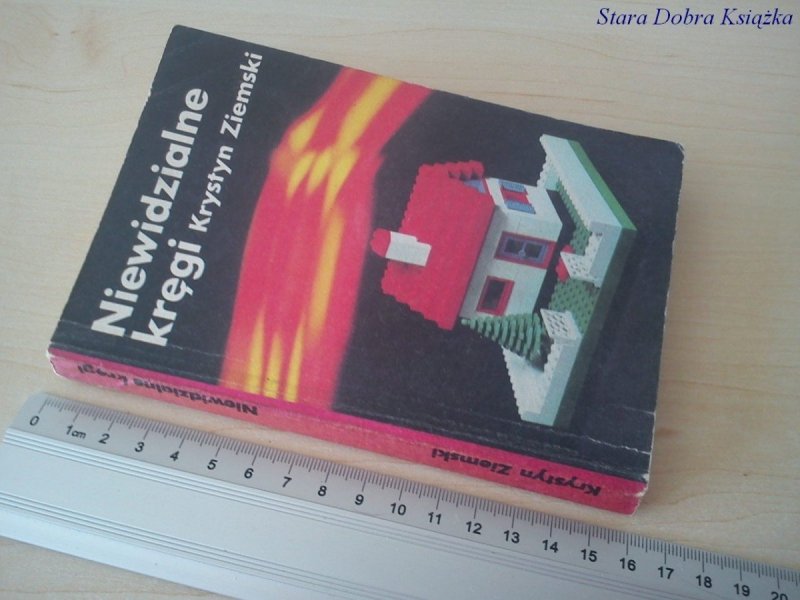 Stara Dobra Książka
Niewidzialne
kręgi Krystyn Ziemski
Niewidzialne kręgi
Krystyn Ziemski
0 1cm 2 3 4 5 6 7 8 9 10 11 12 13 14 15 16 17 18 19 20